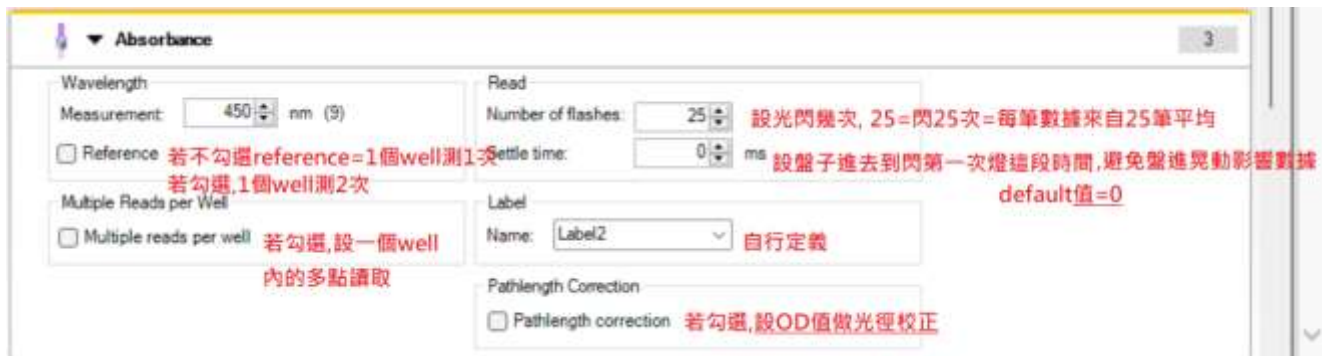 Absorbance
3
Wavelength
Measurement: 450 nm (9)
Reference
若不勾選reference=1個well測1次
若勾選,1個well測2次
Read
Number of flashes: 25
設光閃幾次, 25=閃25次=每筆數據來自25筆平均
Settle time: 0 ms
設盤子進去到閃第一次燈這段時間,避免盤進晃動影響數據
default值=0
Multiple Reads per Well
Multiple reads per well
若勾選,設一個well
內的多點讀取
Label
Name: Label2
自行定義
Pathlength Correction
Pathlength correction
若勾選,設OD值做光徑校正